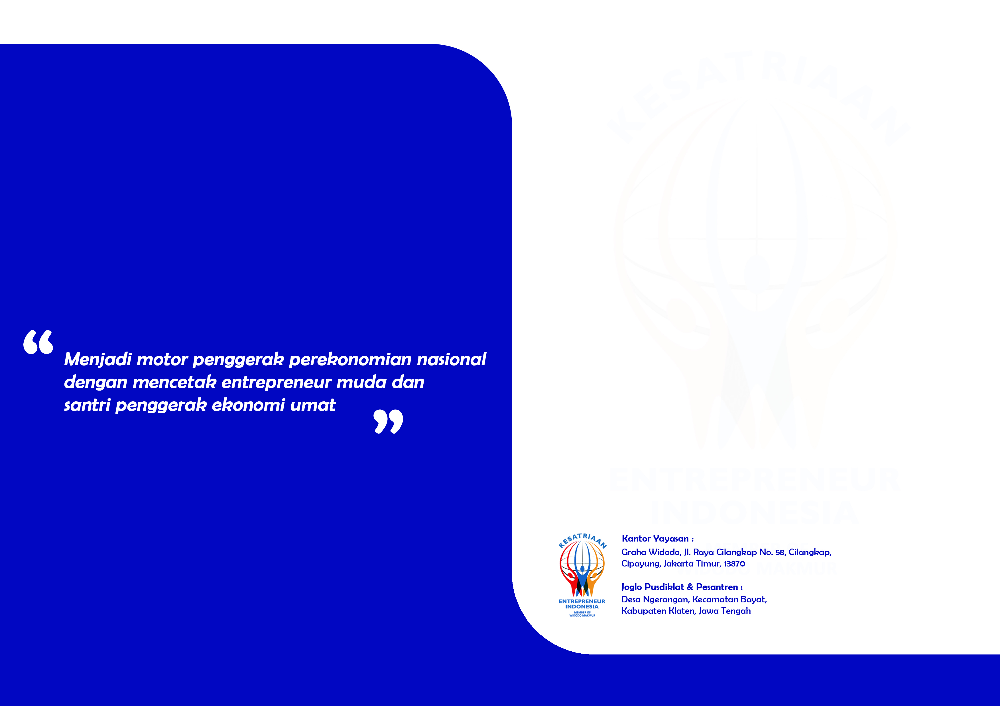 “
Menjadi motor penggerak perekonomian nasional
dengan mencetak entrepreneur muda dan
santri penggerak ekonomi umat
”
KESATRIAAN
ENTREPRENEUR
INDONESIA
MAKMUR
KESATRIAAN
ENTREPRENEUR
INDONESIA
MEMBER OF
WIDODO MAKMUR
Kantor Yayasan :
Graha Widodo, Jl. Raya Cilangkap No. 58, Cilangkap,
Cipayung, Jakarta Timur, 13870
Joglo Pusdiklat & Pesantren :
Desa Ngerangan, Kecamatan Bayat,
Kabupaten Klaten, Jawa Tengah